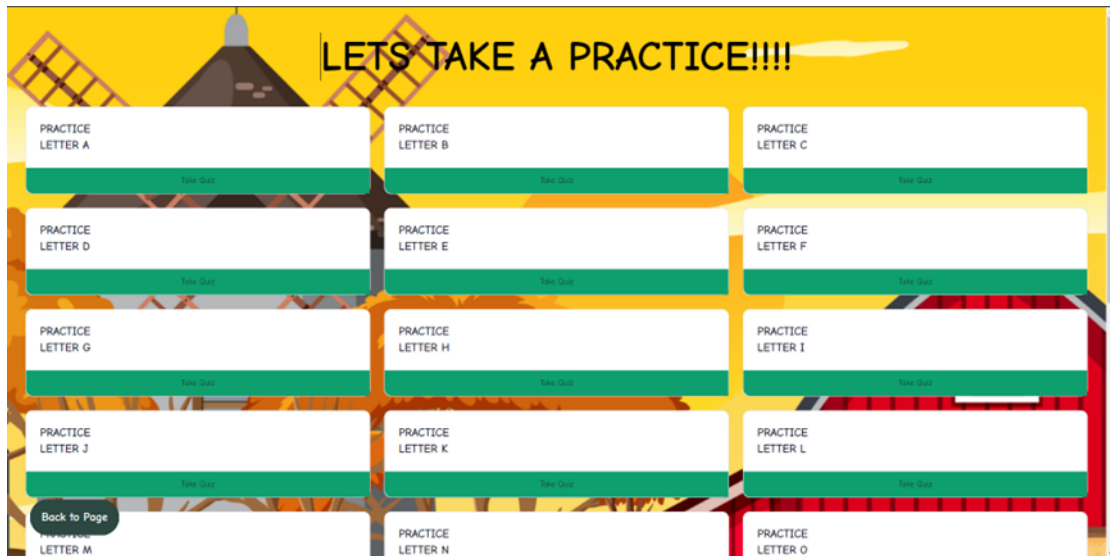 LETS TAKE A PRACTICE!!!!
PRACTICE
LETTER A
Take Quiz
PRACTICE
LETTER B
Take Quiz
PRACTICE
LETTER C
Take Quiz
PRACTICE
LETTER D
Take Quiz
PRACTICE
LETTER E
Take Quiz
PRACTICE
LETTER F
Take Quiz
PRACTICE
LETTER G
Take Quiz
PRACTICE
LETTER H
Take Quiz
PRACTICE
LETTER I
Take Quiz
PRACTICE
LETTER J
Take Quiz
PRACTICE
LETTER K
Take Quiz
PRACTICE
LETTER L
Take Quiz
Back to Page
PRACTICE
LETTER M
PRACTICE
LETTER N
PRACTICE
LETTER O